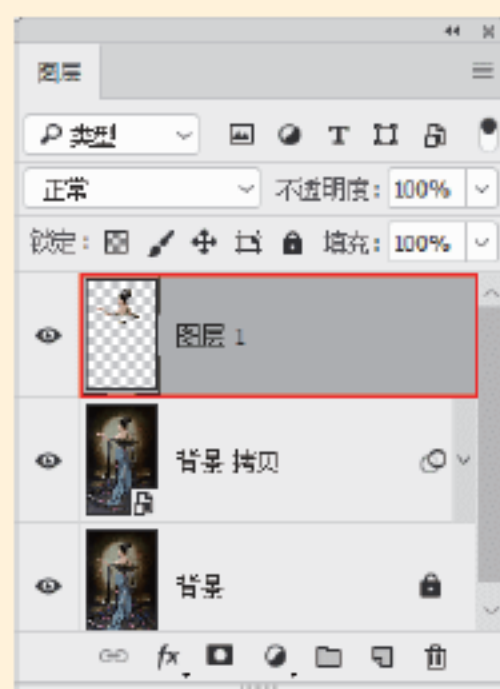 图层
类型
正常 不透明度: 100%
锁定: 填充: 100%
图层 1
背景 拷贝
背景
fx